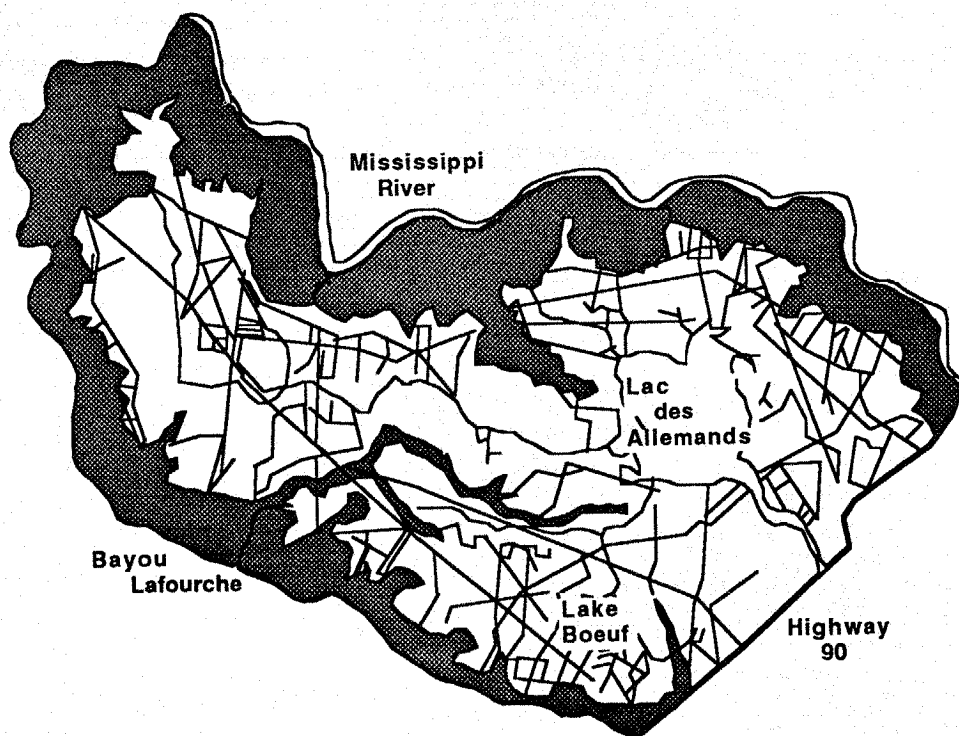 Mississippi
River
Lac
des
Allemands
Bayou
Lafourche
Lake
Boeuf
Highway
90